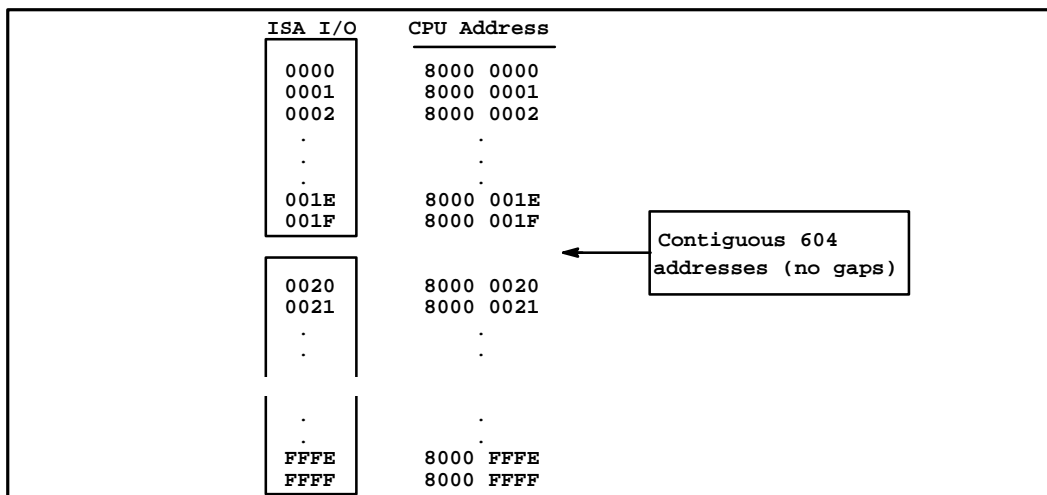 ISA I/O CPU Address
0000 8000 0000
0001 8000 0001
0002 8000 0002
. .
. .
. .
001E 8000 001E
001F 8000 001F
Contiguous 604
addresses (no gaps)
0020 8000 0020
0021 8000 0021
. .
. .
. .
. .
FFFE 8000 FFFE
FFFF 8000 FFFF